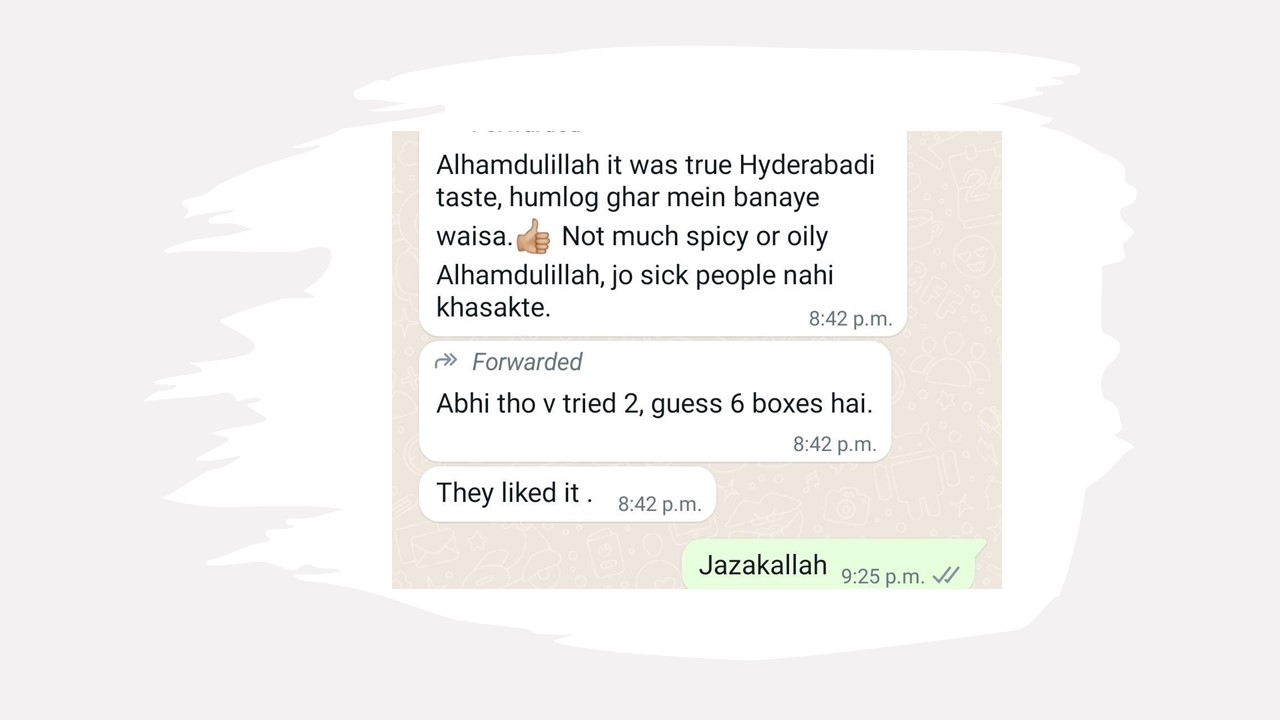 Alhamdulillah it was true Hyderabadi
taste, humlog ghar mein banaye
waisa.👍🏼 Not much spicy or oily
Alhamdulillah, jo sick people nahi
khasakte.
8:42 p.m.
Forwarded
Abhi tho v tried 2, guess 6 boxes hai.
8:42 p.m.
They liked it . 8:42 p.m.
Jazakallah 9:25 p.m.